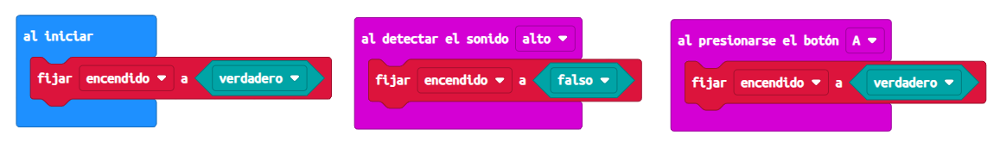 al iniciar
fijar encendido a verdadero
al detectar el sonido alto
fijar encendido a falso
al presionarse el botón A
fijar encendido a verdadero